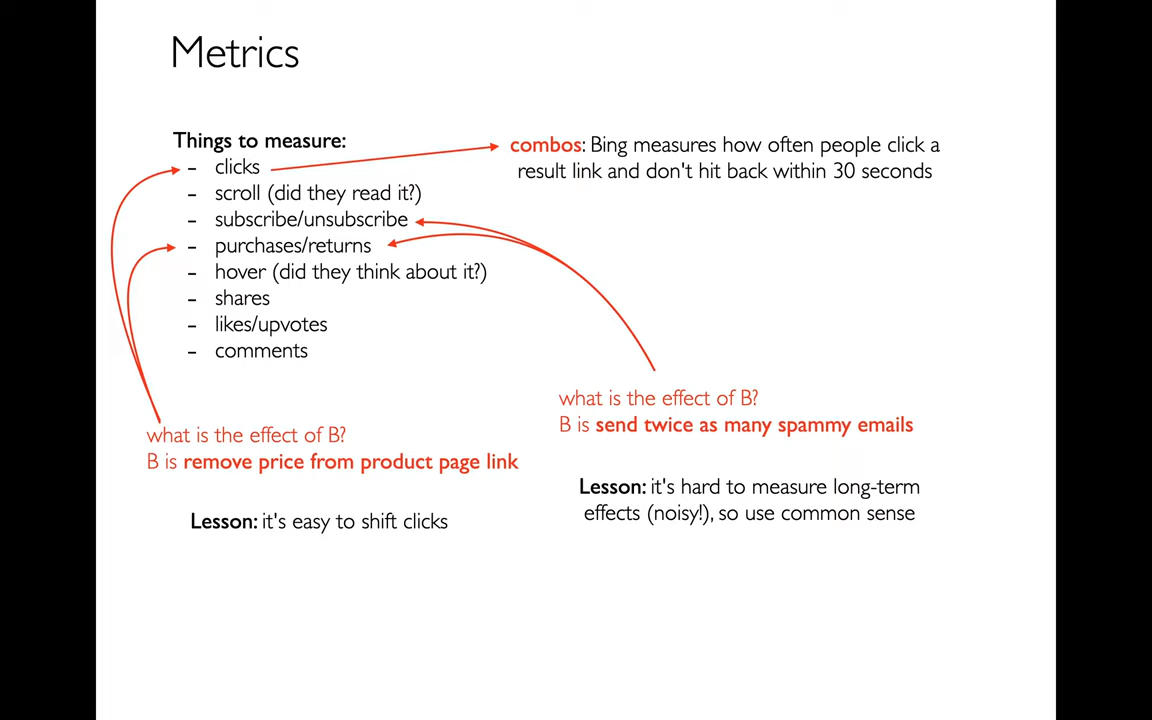 Metrics
Things to measure:
- clicks
- scroll (did they read it?)
- subscribe/unsubscribe
- purchases/returns
- hover (did they think about it?)
- shares
- likes/upvotes
- comments
combos: Bing measures how often people click a
result link and don't hit back within 30 seconds
what is the effect of B?
B is remove price from product page link
Lesson: it's easy to shift clicks
what is the effect of B?
B is send twice as many spammy emails
Lesson: it's hard to measure long-term
effects (noisy!), so use common sense